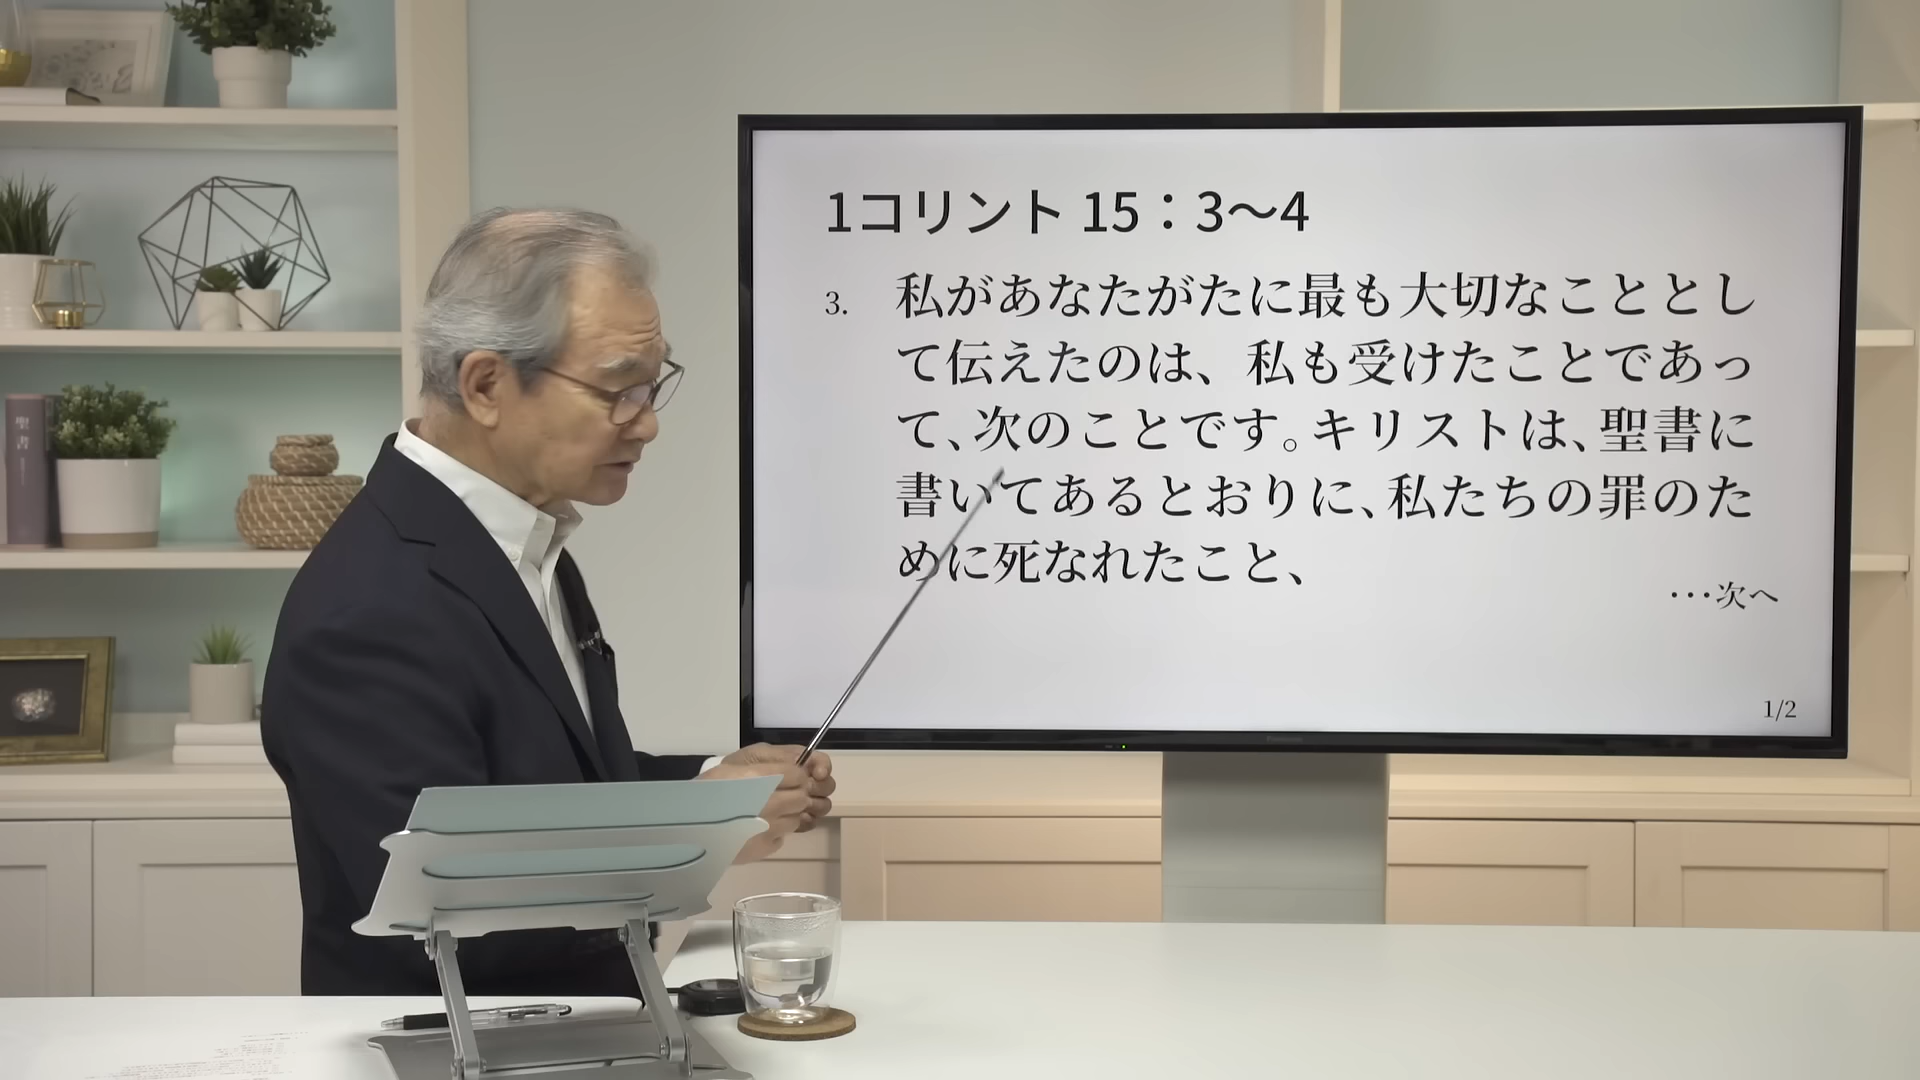 1コリント 15：3〜4
3. 私があなたがたに最も大切なこととし
て伝えたのは、私も受けたことであっ
て、次のことです。キリストは、聖書に
書いてあるとおりに、私たちの罪のた
めに死なれたこと、
…次へ
1/2
聖書